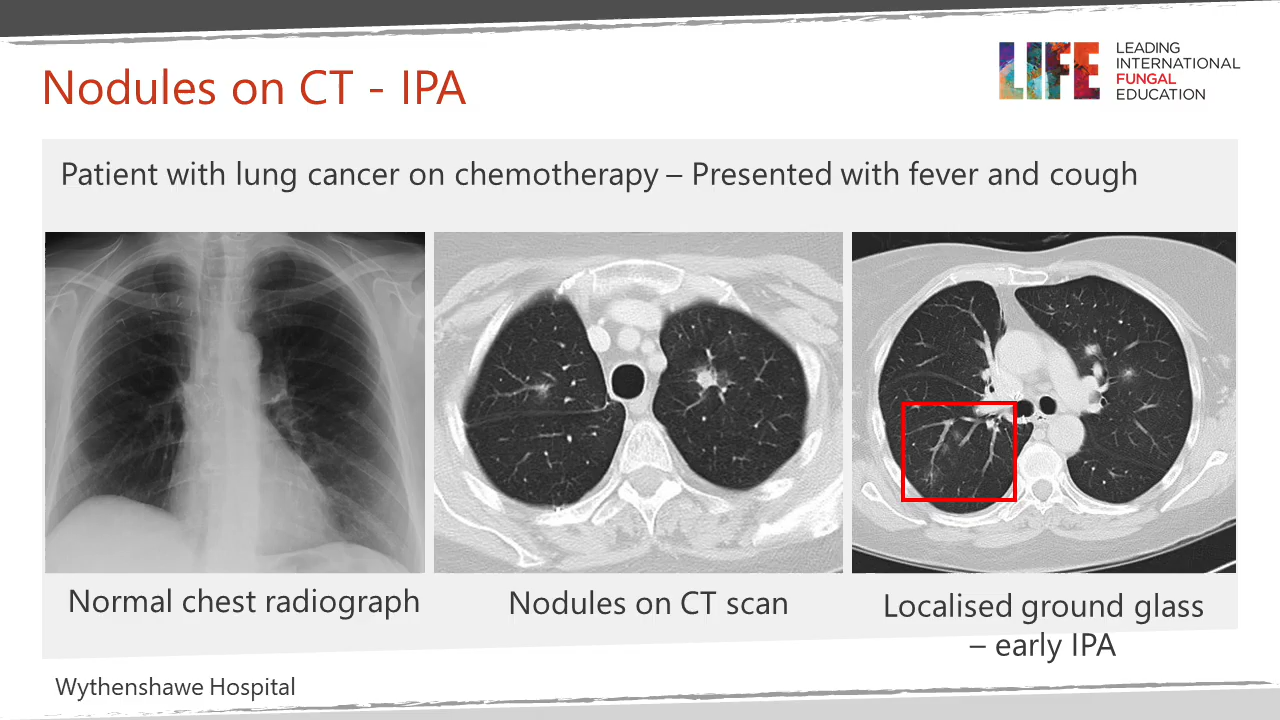 Nodules on CT - IPA
LIFE
LEADING
INTERNATIONAL
FUNGAL
EDUCATION
Patient with lung cancer on chemotherapy – Presented with fever and cough
Normal chest radiograph
Nodules on CT scan
Localised ground glass
– early IPA
Wythenshawe Hospital